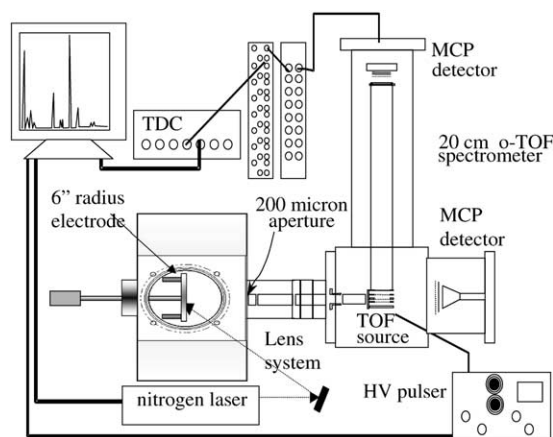 MCP
detector
TDC
20 cm o-TOF
spectrometer
6” radius
electrode
200 micron
aperture
MCP
detector
TOF
source
Lens
system
nitrogen laser
HV pulser